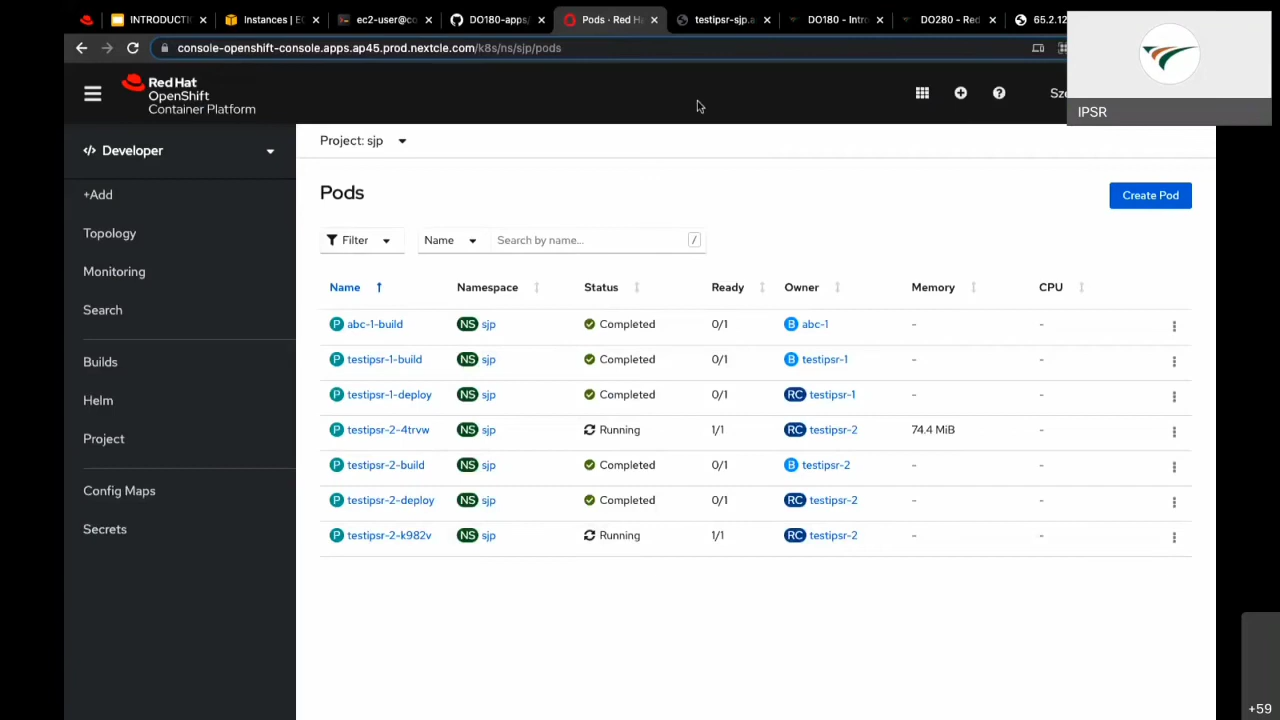 INTRODUCTI
Instances | E
ec2-user@co
DO180-apps/
Pods · Red H
testipsr-sjp.a
DO180 - Intro
DO280 - Red
65.2.12
console-openshift-console.apps.ap45.prod.nextcle.com/k8s/ns/sjp/pods
IPSR
Red Hat
OpenShift
Container Platform
Sze
Developer
Project: sjp
+Add
Topology
Monitoring
Search
Builds
Helm
Project
Config Maps
Secrets
Pods
Create Pod
Filter
Name
Search by name...
/
Name Namespace Status Ready Owner Memory CPU
P abc-1-build NS sjp Completed 0/1 B abc-1 - -
P testipsr-1-build NS sjp Completed 0/1 B testipsr-1 - -
P testipsr-1-deploy NS sjp Completed 0/1 RC testipsr-1 - -
P testipsr-2-4trvw NS sjp Running 1/1 RC testipsr-2 74.4 MiB -
P testipsr-2-build NS sjp Completed 0/1 B testipsr-2 - -
P testipsr-2-deploy NS sjp Completed 0/1 RC testipsr-2 - -
P testipsr-2-k982v NS sjp Running 1/1 RC testipsr-2 - -
+59